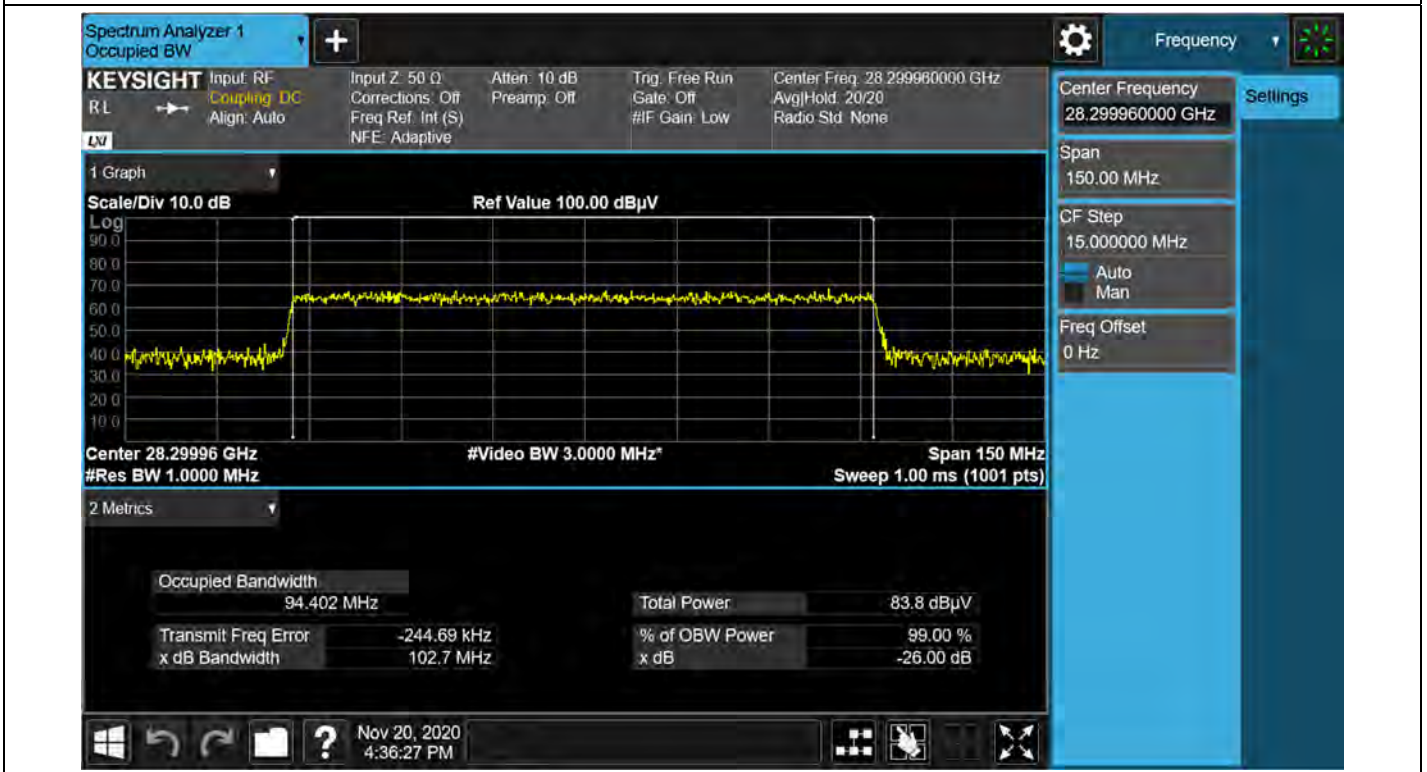 Spectrum Analyzer 1
Occupied BW
+
Frequency
KEYSIGHT
RL
LXI
Input: RF
Coupling: DC
Align: Auto
Input Z: 50 Ω
Corrections: Off
Freq Ref: Int (S)
NFE: Adaptive
Atten: 10 dB
Preamp: Off
Trig: Free Run
Gate: Off
#IF Gain: Low
Center Freq: 28.299960000 GHz
Avg|Hold: 20/20
Radio Std: None
Center Frequency
28.299960000 GHz
Settings
Span
150.00 MHz
CF Step
15.000000 MHz
Auto
Man
Freq Offset
0 Hz
1 Graph
Scale/Div 10.0 dB
Ref Value 100.00 dBµV
Log
90.0
80.0
70.0
60.0
50.0
40.0
30.0
20.0
10.0
Center 28.29996 GHz
#Video BW 3.0000 MHz*
Span 150 MHz
#Res BW 1.0000 MHz
Sweep 1.00 ms (1001 pts)
2 Metrics
Occupied Bandwidth
94.402 MHz
Total Power 83.8 dBµV
Transmit Freq Error -244.69 kHz
% of OBW Power 99.00 %
x dB Bandwidth 102.7 MHz
x dB -26.00 dB
?
Nov 20, 2020
4:36:27 PM